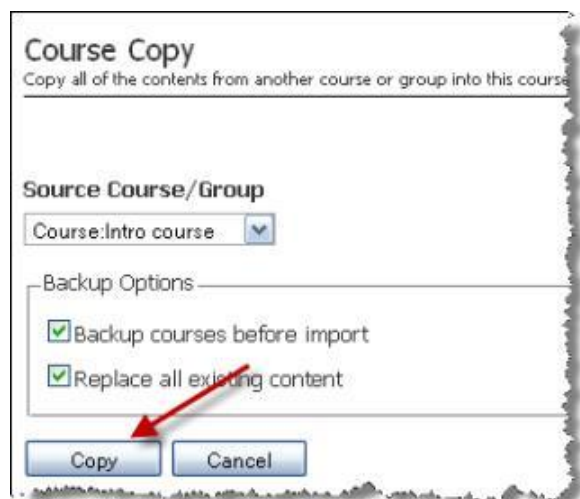 Course Copy
Copy all of the contents from another course or group into this course
Source Course/Group
Course:Intro course
Backup Options
Backup courses before import
Replace all existing content
Copy Cancel